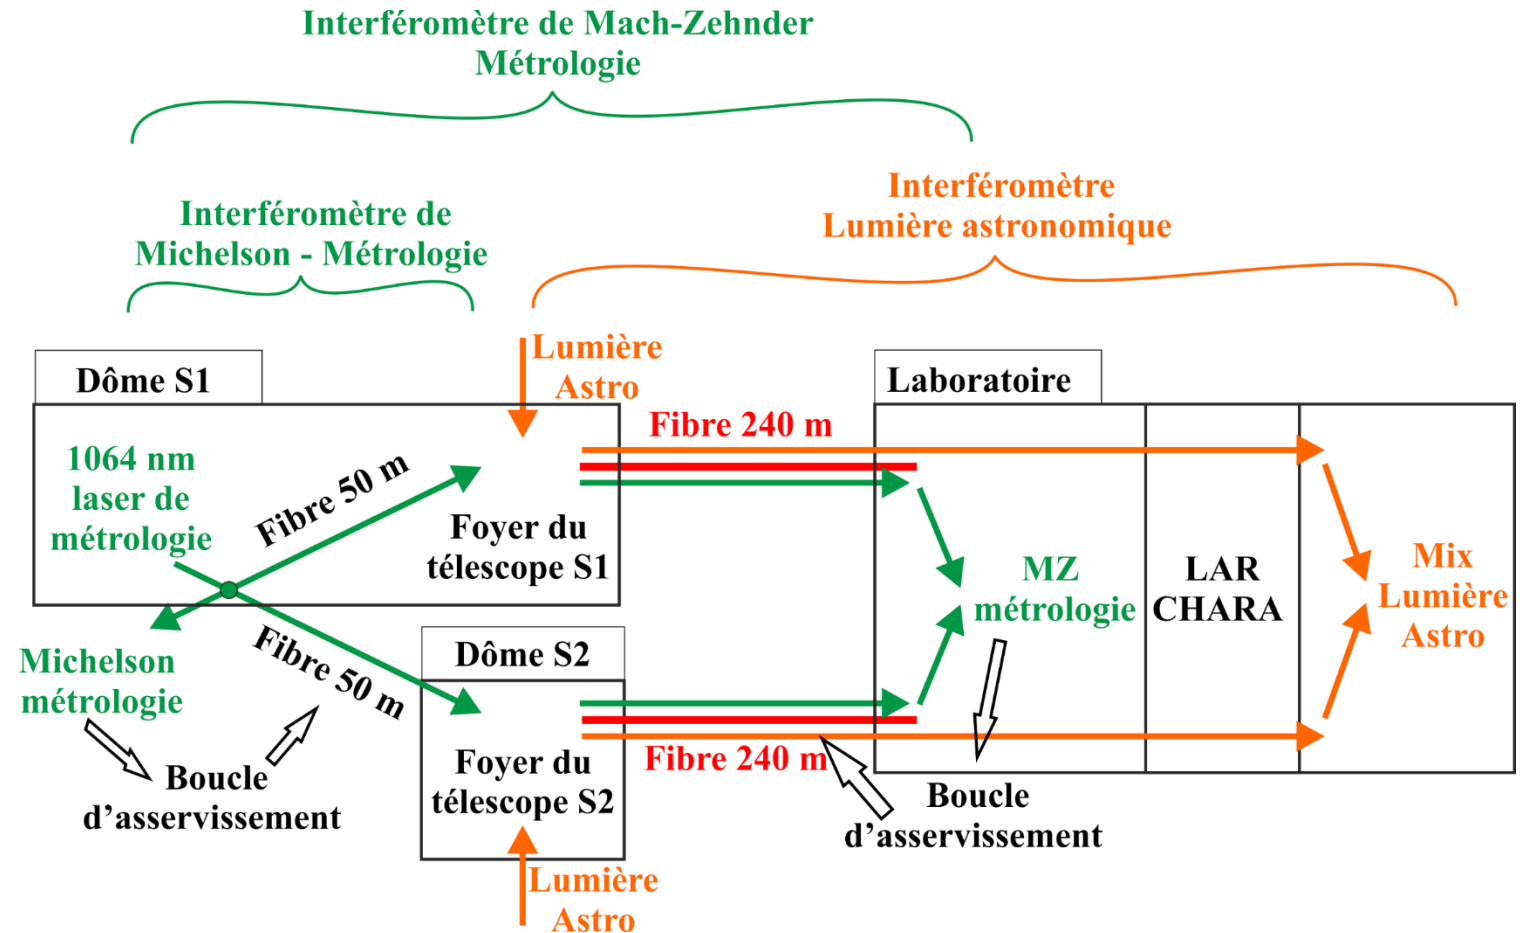 Interféromètre de Mach-Zehnder
Métrologie
Interféromètre
Lumière astronomique
Interféromètre de
Michelson - Métrologie
Dôme S1
Lumière
Astro
Laboratoire
1064 nm
laser de
métrologie
Fibre 50 m
Foyer du
télescope S1
Fibre 240 m
MZ
métrologie
LAR
CHARA
Mix
Lumière
Astro
Michelson
métrologie
Fibre 50 m
Dôme S2
Foyer du
télescope S2
Fibre 240 m
Boucle
d'asservissement
Boucle
d'asservissement
Lumière
Astro